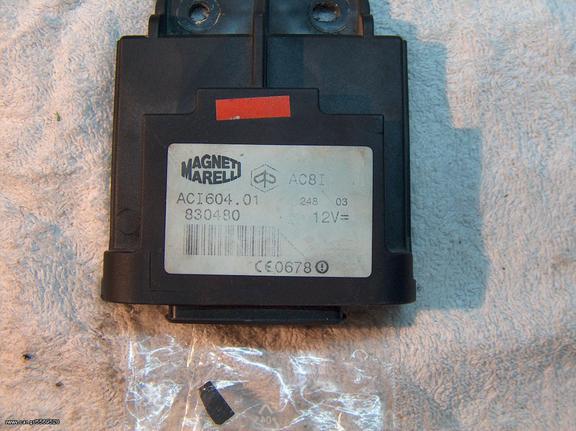 MAGNETI
MARELLI
AC8I
ACI604.01
248 03
830480
12V=
CE0678